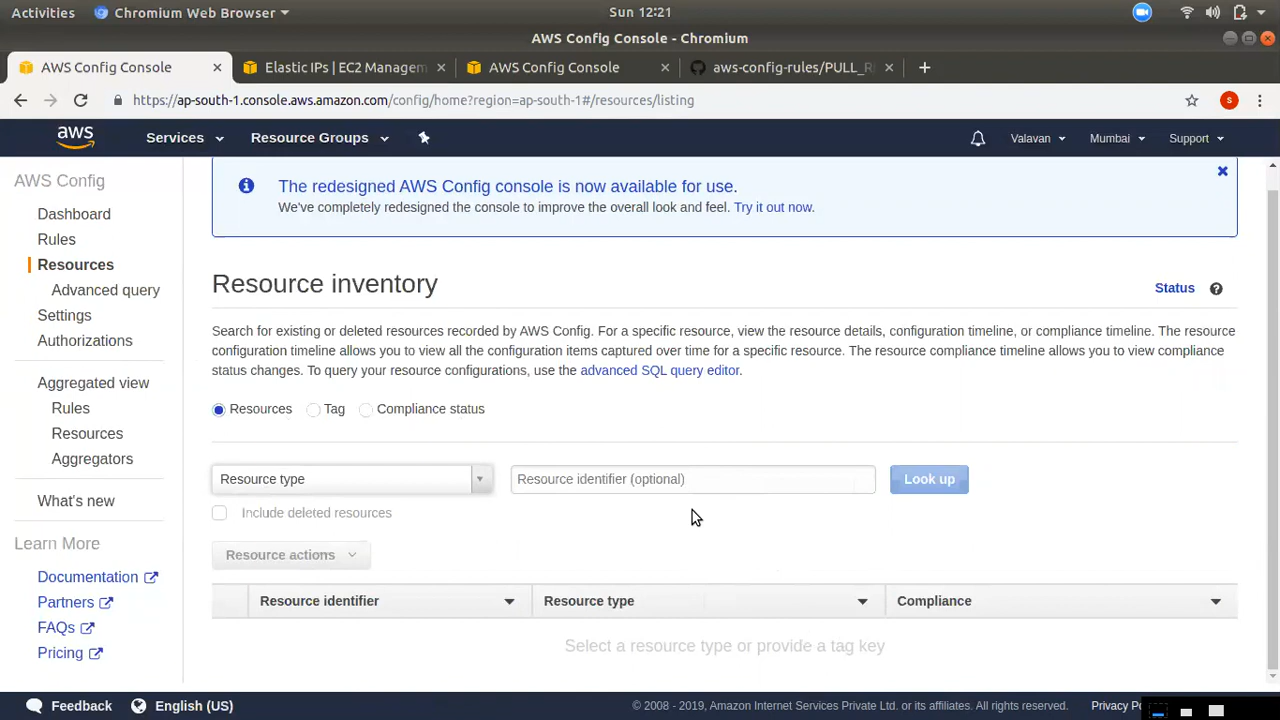 Activities Chromium Web Browser Sun 12:21
AWS Config Console - Chromium
AWS Config Console Elastic IPs | EC2 Managem AWS Config Console aws-config-rules/PULL_R
https://ap-south-1.console.aws.amazon.com/config/home?region=ap-south-1#/resources/listing S
aws Services Resource Groups Valavan Mumbai Support
AWS Config
Dashboard
Rules
Resources
Advanced query
Settings
Authorizations
Aggregated view
Rules
Resources
Aggregators
What's new
Learn More
Documentation
Partners
FAQs
Pricing
The redesigned AWS Config console is now available for use.
We've completely redesigned the console to improve the overall look and feel. Try it out now.
Resource inventory Status
Search for existing or deleted resources recorded by AWS Config. For a specific resource, view the resource details, configuration timeline, or compliance timeline. The resource
configuration timeline allows you to view all the configuration items captured over time for a specific resource. The resource compliance timeline allows you to view compliance
status changes. To query your resource configurations, use the advanced SQL query editor.
Resources Tag Compliance status
Resource type Resource identifier (optional) Look up
Include deleted resources
Resource actions
Resource identifier Resource type Compliance
Select a resource type or provide a tag key
Feedback English (US) © 2008 - 2019, Amazon Internet Services Private Ltd. or its affiliates. All rights reserved. Privacy